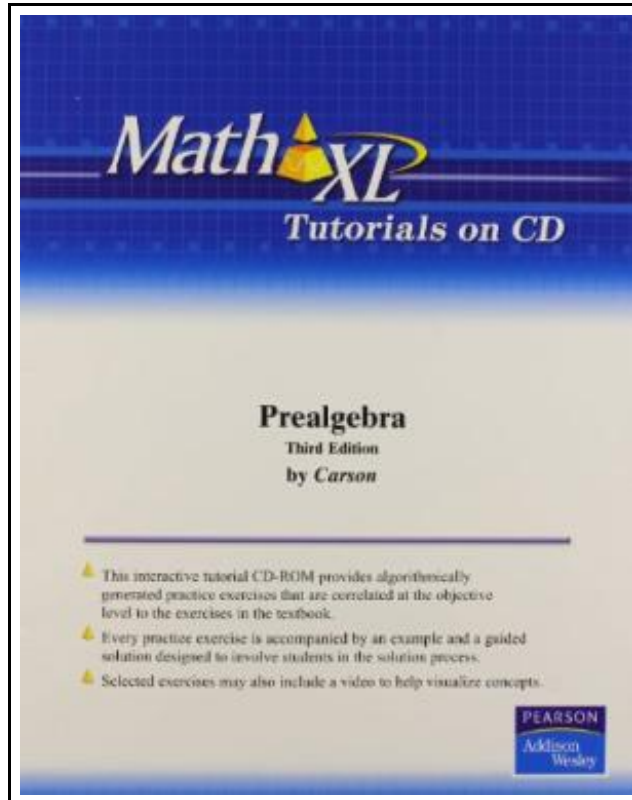 Math XL
Tutorials on CD
Prealgebra
Third Edition
by Carson
This interactive tutorial CD-ROM provides algorithmically
generated practice exercises that are correlated at the objective
level to the exercises in the textbook.
Every practice exercise is accompanied by an example and a guided
solution designed to involve students in the solution process.
Selected exercises may also include a video to help visualize concepts.
PEARSON
Addison
Wesley